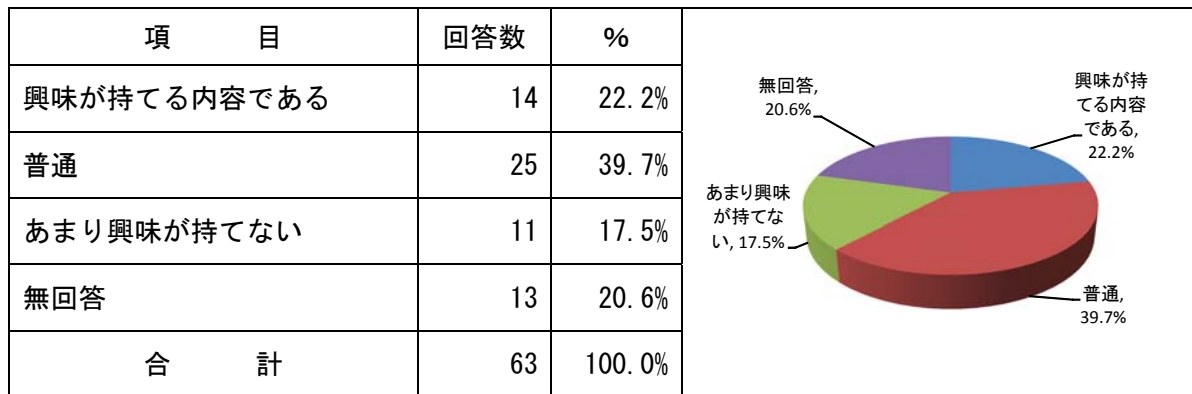 項 目 回答数 %
興味が持てる内容である 14 22.2%
普通 25 39.7%
あまり興味が持てない 11 17.5%
無回答 13 20.6%
合 計 63 100.0%
無回答,
20.6%
興味が持
てる内容
である,
22.2%
あまり興味
が持てな
い, 17.5%
普通,
39.7%